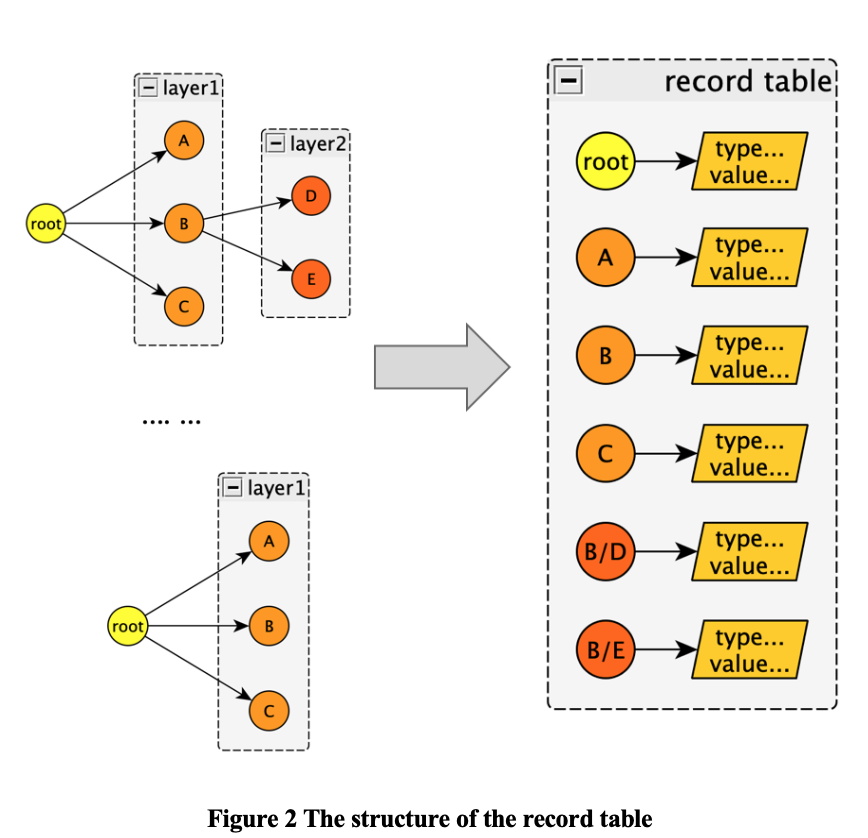 layer1
A
layer2
D
root
B
E
C
.... ...
layer1
A
root
B
C
record table
root
type...
value...
A
type...
value...
B
type...
value...
C
type...
value...
B/D
type...
value...
B/E
type...
value...
Figure 2 The structure of the record table